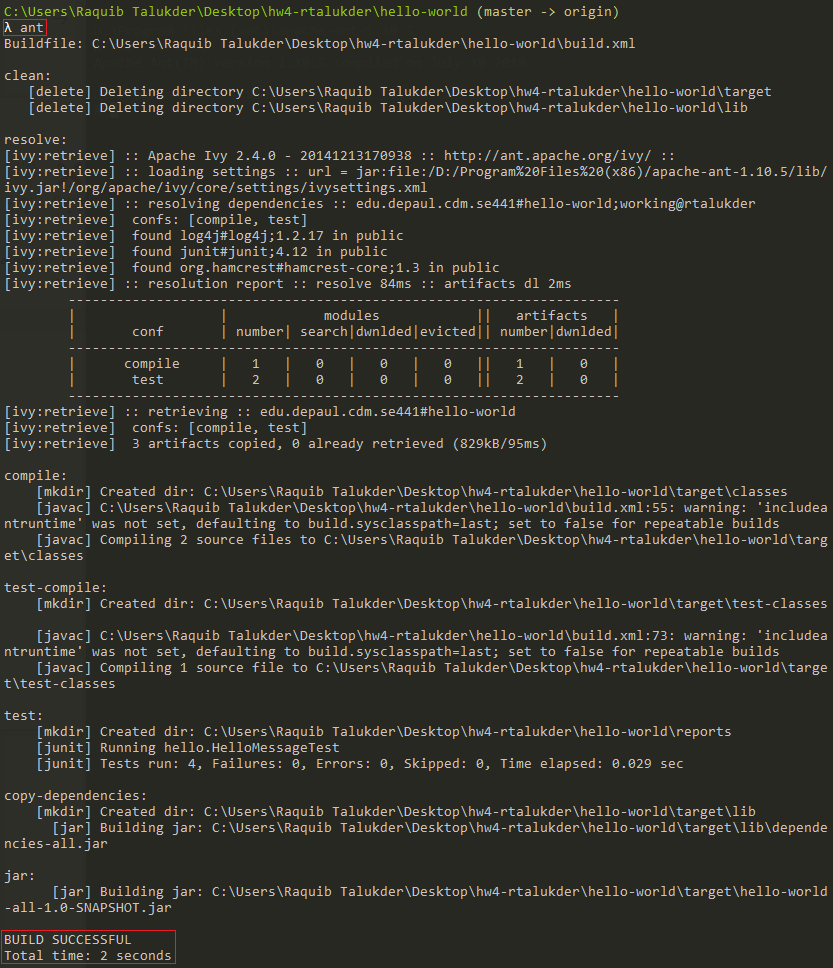 C:\Users\Raquib Talukder\Desktop\hw4-rtalukder\hello-world (master -> origin)
λ ant
Buildfile: C:\Users\Raquib Talukder\Desktop\hw4-rtalukder\hello-world\build.xml

clean:
   [delete] Deleting directory C:\Users\Raquib Talukder\Desktop\hw4-rtalukder\hello-world\target
   [delete] Deleting directory C:\Users\Raquib Talukder\Desktop\hw4-rtalukder\hello-world\lib

resolve:
[ivy:retrieve] :: Apache Ivy 2.4.0 - 20141213170938 :: http://ant.apache.org/ivy/ ::
[ivy:retrieve] :: loading settings :: url = jar:file:/D:/Program%20Files%20(x86)/apache-ant-1.10.5/lib/
ivy.jar!/org/apache/ivy/core/settings/ivysettings.xml
[ivy:retrieve] :: resolving dependencies :: edu.depaul.cdm.se441#hello-world;working@rtalukder
[ivy:retrieve]  confs: [compile, test]
[ivy:retrieve]  found log4j#log4j;1.2.17 in public
[ivy:retrieve]  found junit#junit;4.12 in public
[ivy:retrieve]  found org.hamcrest#hamcrest-core;1.3 in public
[ivy:retrieve] :: resolution report :: resolve 84ms :: artifacts dl 2ms
        ---------------------------------------------------------------------
        |                  |            modules            ||   artifacts   |
        |       conf       | number| search|dwnlded|evicted|| number|dwnlded|
        ---------------------------------------------------------------------
        |      compile     |   1   |   0   |   0   |   0   ||   1   |   0   |
        |       test       |   2   |   0   |   0   |   0   ||   2   |   0   |
        ---------------------------------------------------------------------
[ivy:retrieve] :: retrieving :: edu.depaul.cdm.se441#hello-world
[ivy:retrieve]  confs: [compile, test]
[ivy:retrieve]  3 artifacts copied, 0 already retrieved (829kB/95ms)

compile:
    [mkdir] Created dir: C:\Users\Raquib Talukder\Desktop\hw4-rtalukder\hello-world\target\classes
    [javac] C:\Users\Raquib Talukder\Desktop\hw4-rtalukder\hello-world\build.xml:55: warning: 'includea
ntruntime' was not set, defaulting to build.sysclasspath=last; set to false for repeatable builds
    [javac] Compiling 2 source files to C:\Users\Raquib Talukder\Desktop\hw4-rtalukder\hello-world\targ
et\classes

test-compile:
    [mkdir] Created dir: C:\Users\Raquib Talukder\Desktop\hw4-rtalukder\hello-world\target\test-classes

    [javac] C:\Users\Raquib Talukder\Desktop\hw4-rtalukder\hello-world\build.xml:73: warning: 'includea
ntruntime' was not set, defaulting to build.sysclasspath=last; set to false for repeatable builds
    [javac] Compiling 1 source file to C:\Users\Raquib Talukder\Desktop\hw4-rtalukder\hello-world\targe
t\test-classes

test:
    [mkdir] Created dir: C:\Users\Raquib Talukder\Desktop\hw4-rtalukder\hello-world\reports
    [junit] Running hello.HelloMessageTest
    [junit] Tests run: 4, Failures: 0, Errors: 0, Skipped: 0, Time elapsed: 0.029 sec

copy-dependencies:
    [mkdir] Created dir: C:\Users\Raquib Talukder\Desktop\hw4-rtalukder\hello-world\target\lib
      [jar] Building jar: C:\Users\Raquib Talukder\Desktop\hw4-rtalukder\hello-world\target\lib\depende
ncies-all.jar

jar:
      [jar] Building jar: C:\Users\Raquib Talukder\Desktop\hw4-rtalukder\hello-world\target\hello-world
-all-1.0-SNAPSHOT.jar

BUILD SUCCESSFUL
Total time: 2 seconds